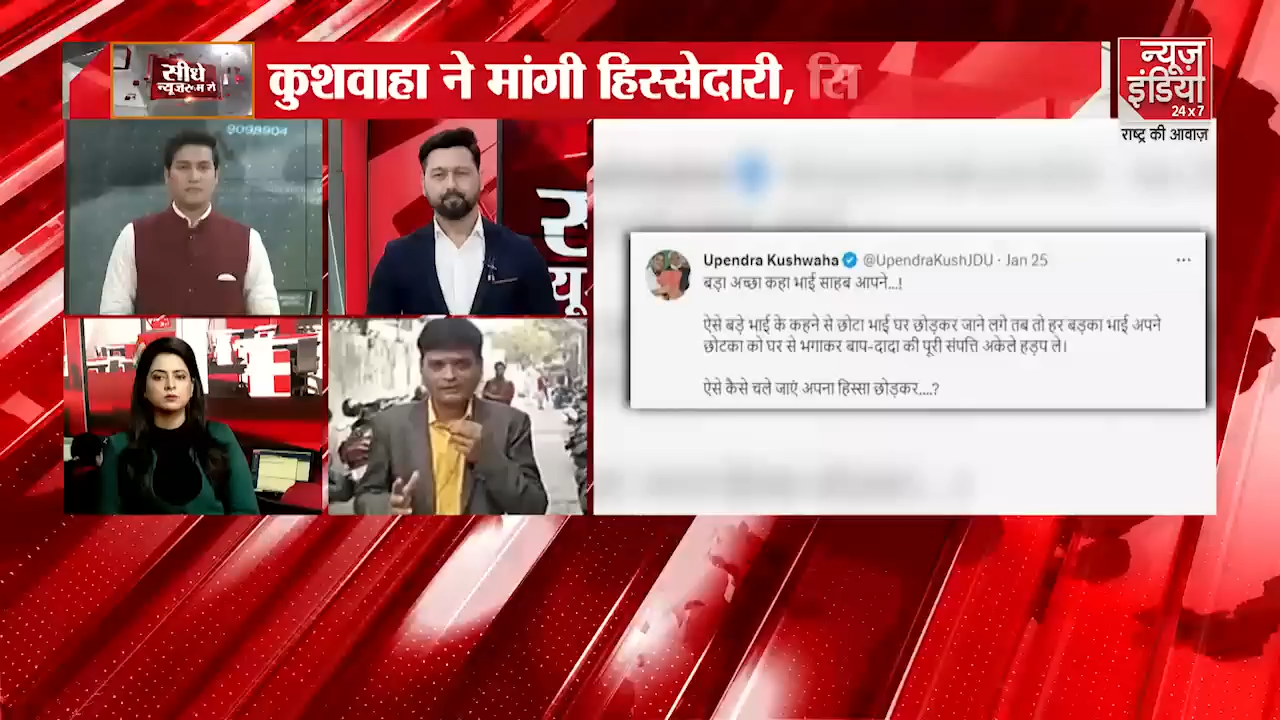 सीधे
न्यूज़रूम से
कुशवाहा ने मांगी हिस्सेदारी, सि
न्यूज़
इंडिया
24x7
राष्ट्र की आवाज़
9098904
Upendra Kushwaha @UpendraKushJDU · Jan 25
बड़ा अच्छा कहा भाई साहब आपने...!
ऐसे बड़े भाई के कहने से छोटा भाई घर छोड़कर जाने लगे तब तो हर बड़का भाई अपने
छोटका को घर से भगाकर बाप-दादा की पूरी संपत्ति अकेले हड़प ले।
ऐसे कैसे चले जाएं अपना हिस्सा छोड़कर....?